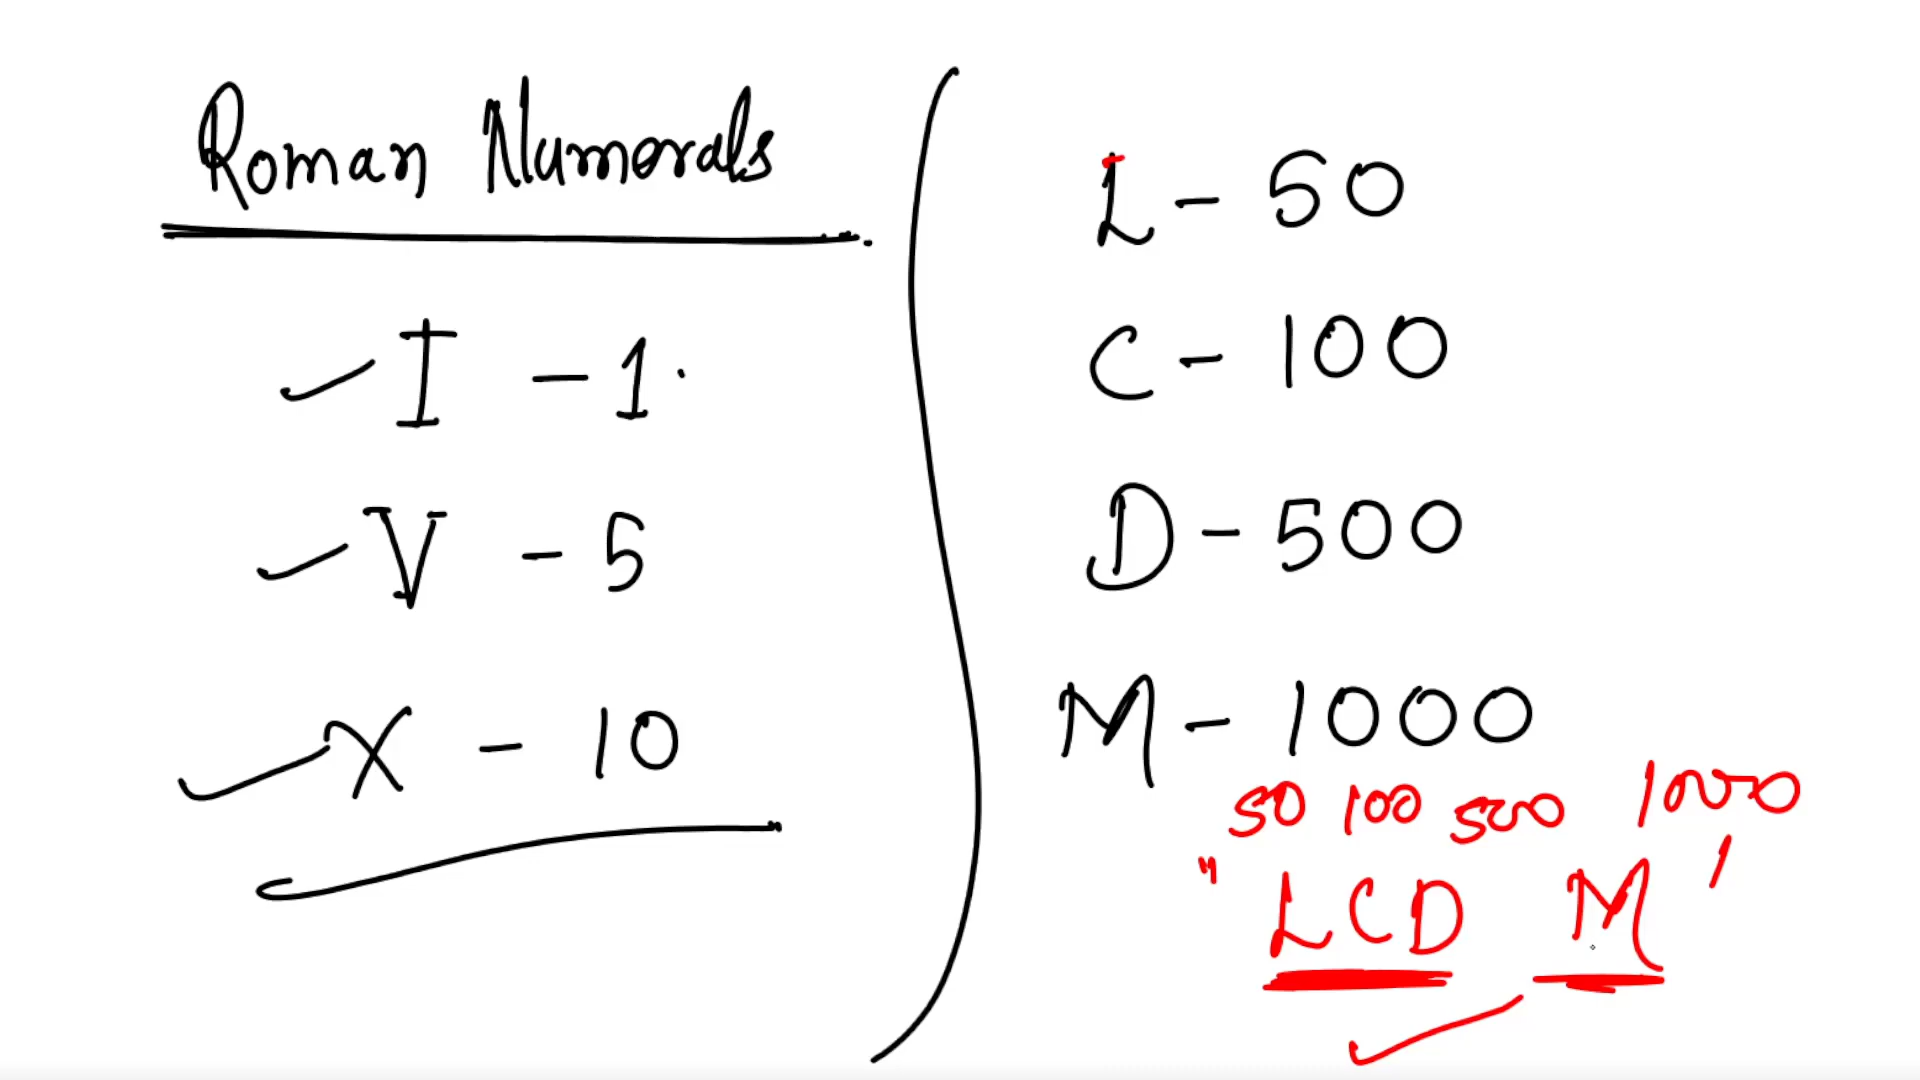 Roman Numerals
I - 1.
V - 5
X - 10
L - 50
C - 100
D - 500
M - 1000
50 100 500 1000
" LCD M '